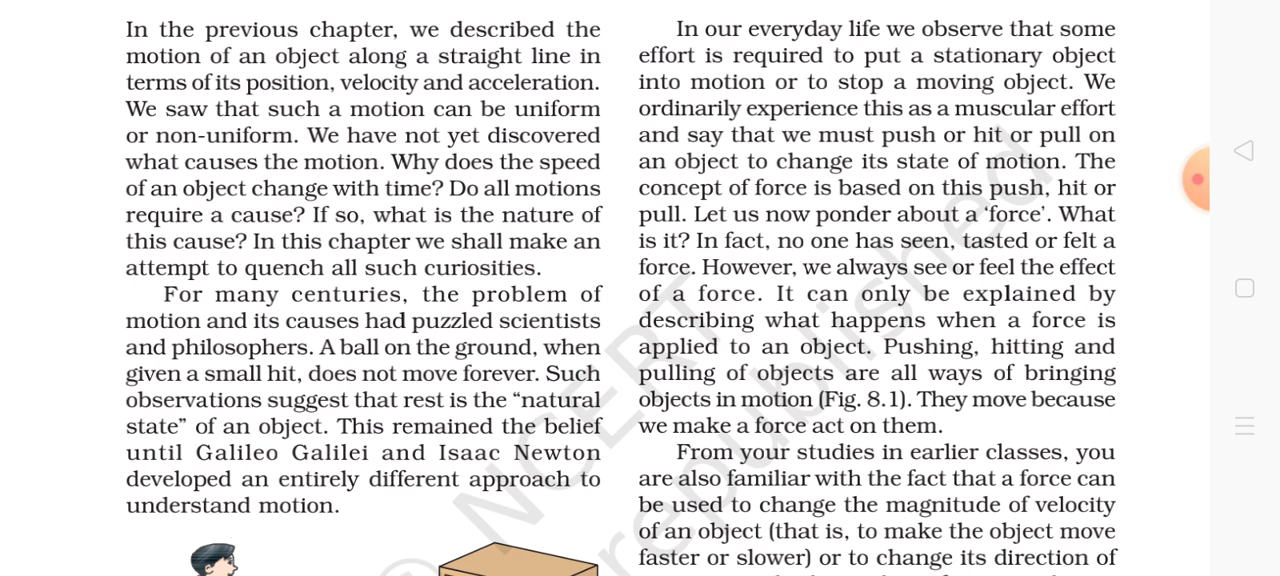 In the previous chapter, we described the
motion of an object along a straight line in
terms of its position, velocity and acceleration.
We saw that such a motion can be uniform
or non-uniform. We have not yet discovered
what causes the motion. Why does the speed
of an object change with time? Do all motions
require a cause? If so, what is the nature of
this cause? In this chapter we shall make an
attempt to quench all such curiosities.
For many centuries, the problem of
motion and its causes had puzzled scientists
and philosophers. A ball on the ground, when
given a small hit, does not move forever. Such
observations suggest that rest is the “natural
state” of an object. This remained the belief
until Galileo Galilei and Isaac Newton
developed an entirely different approach to
understand motion.
In our everyday life we observe that some
effort is required to put a stationary object
into motion or to stop a moving object. We
ordinarily experience this as a muscular effort
and say that we must push or hit or pull on
an object to change its state of motion. The
concept of force is based on this push, hit or
pull. Let us now ponder about a ‘force’. What
is it? In fact, no one has seen, tasted or felt a
force. However, we always see or feel the effect
of a force. It can only be explained by
describing what happens when a force is
applied to an object. Pushing, hitting and
pulling of objects are all ways of bringing
objects in motion (Fig. 8.1). They move because
we make a force act on them.
From your studies in earlier classes, you
are also familiar with the fact that a force can
be used to change the magnitude of velocity
of an object (that is, to make the object move
faster or slower) or to change its direction of
© NCERT
republished